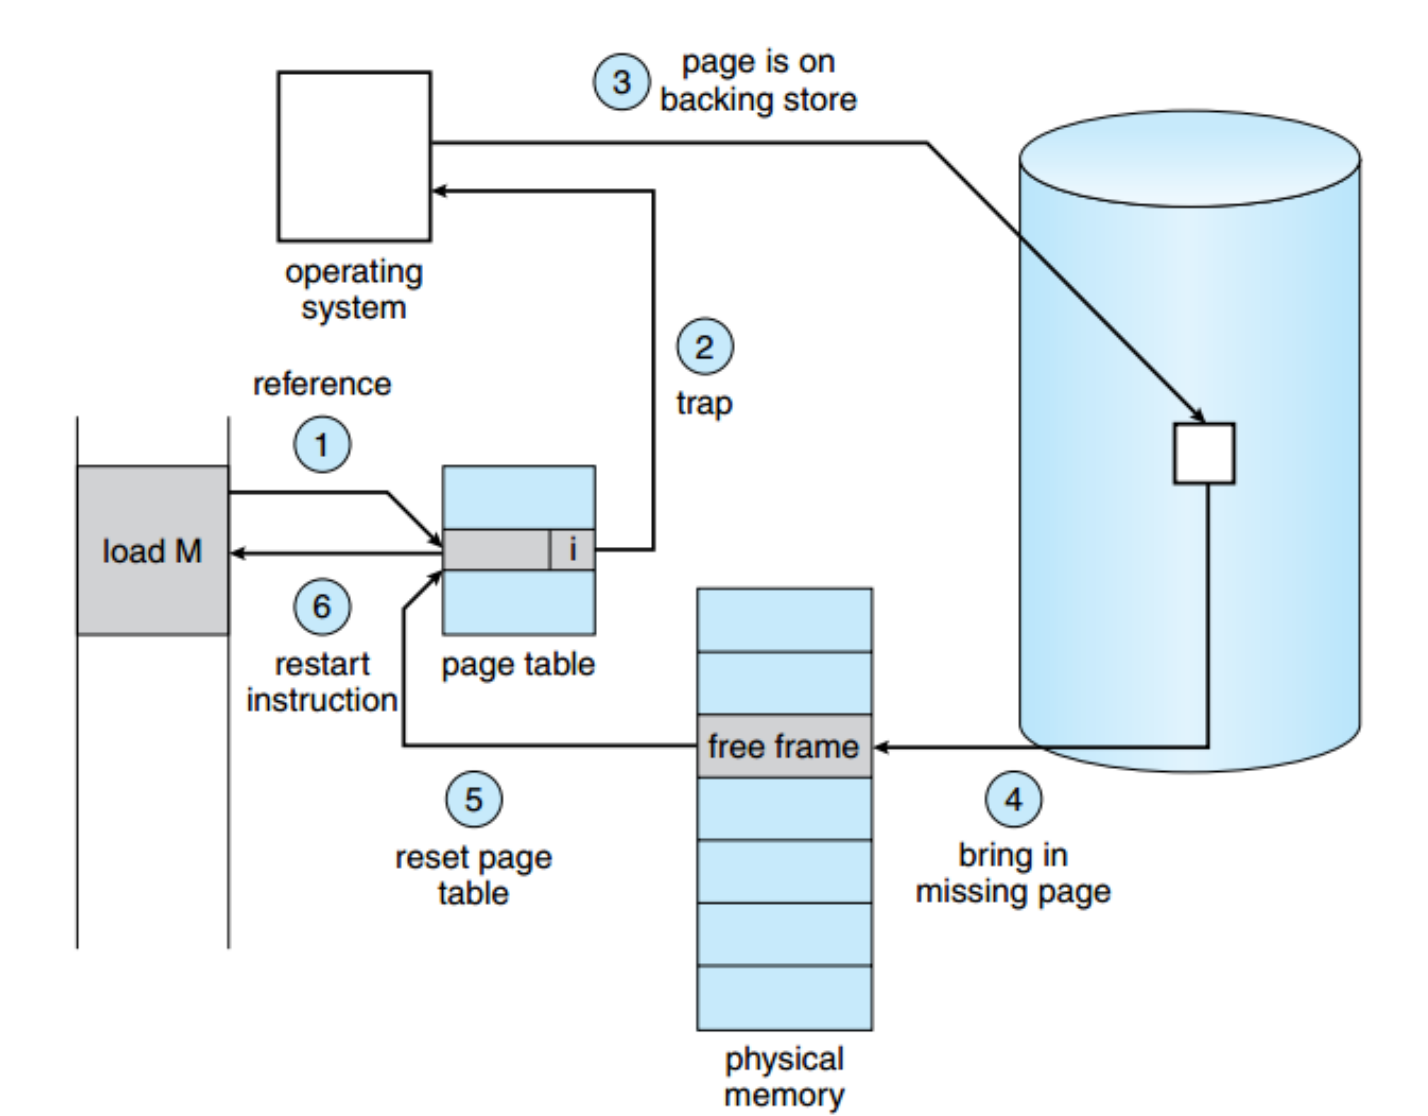 3
page is on
backing store
operating
system
2
trap
reference
1
load M
i
6
restart
instruction
page table
free frame
5
reset page
table
4
bring in
missing page
physical
memory